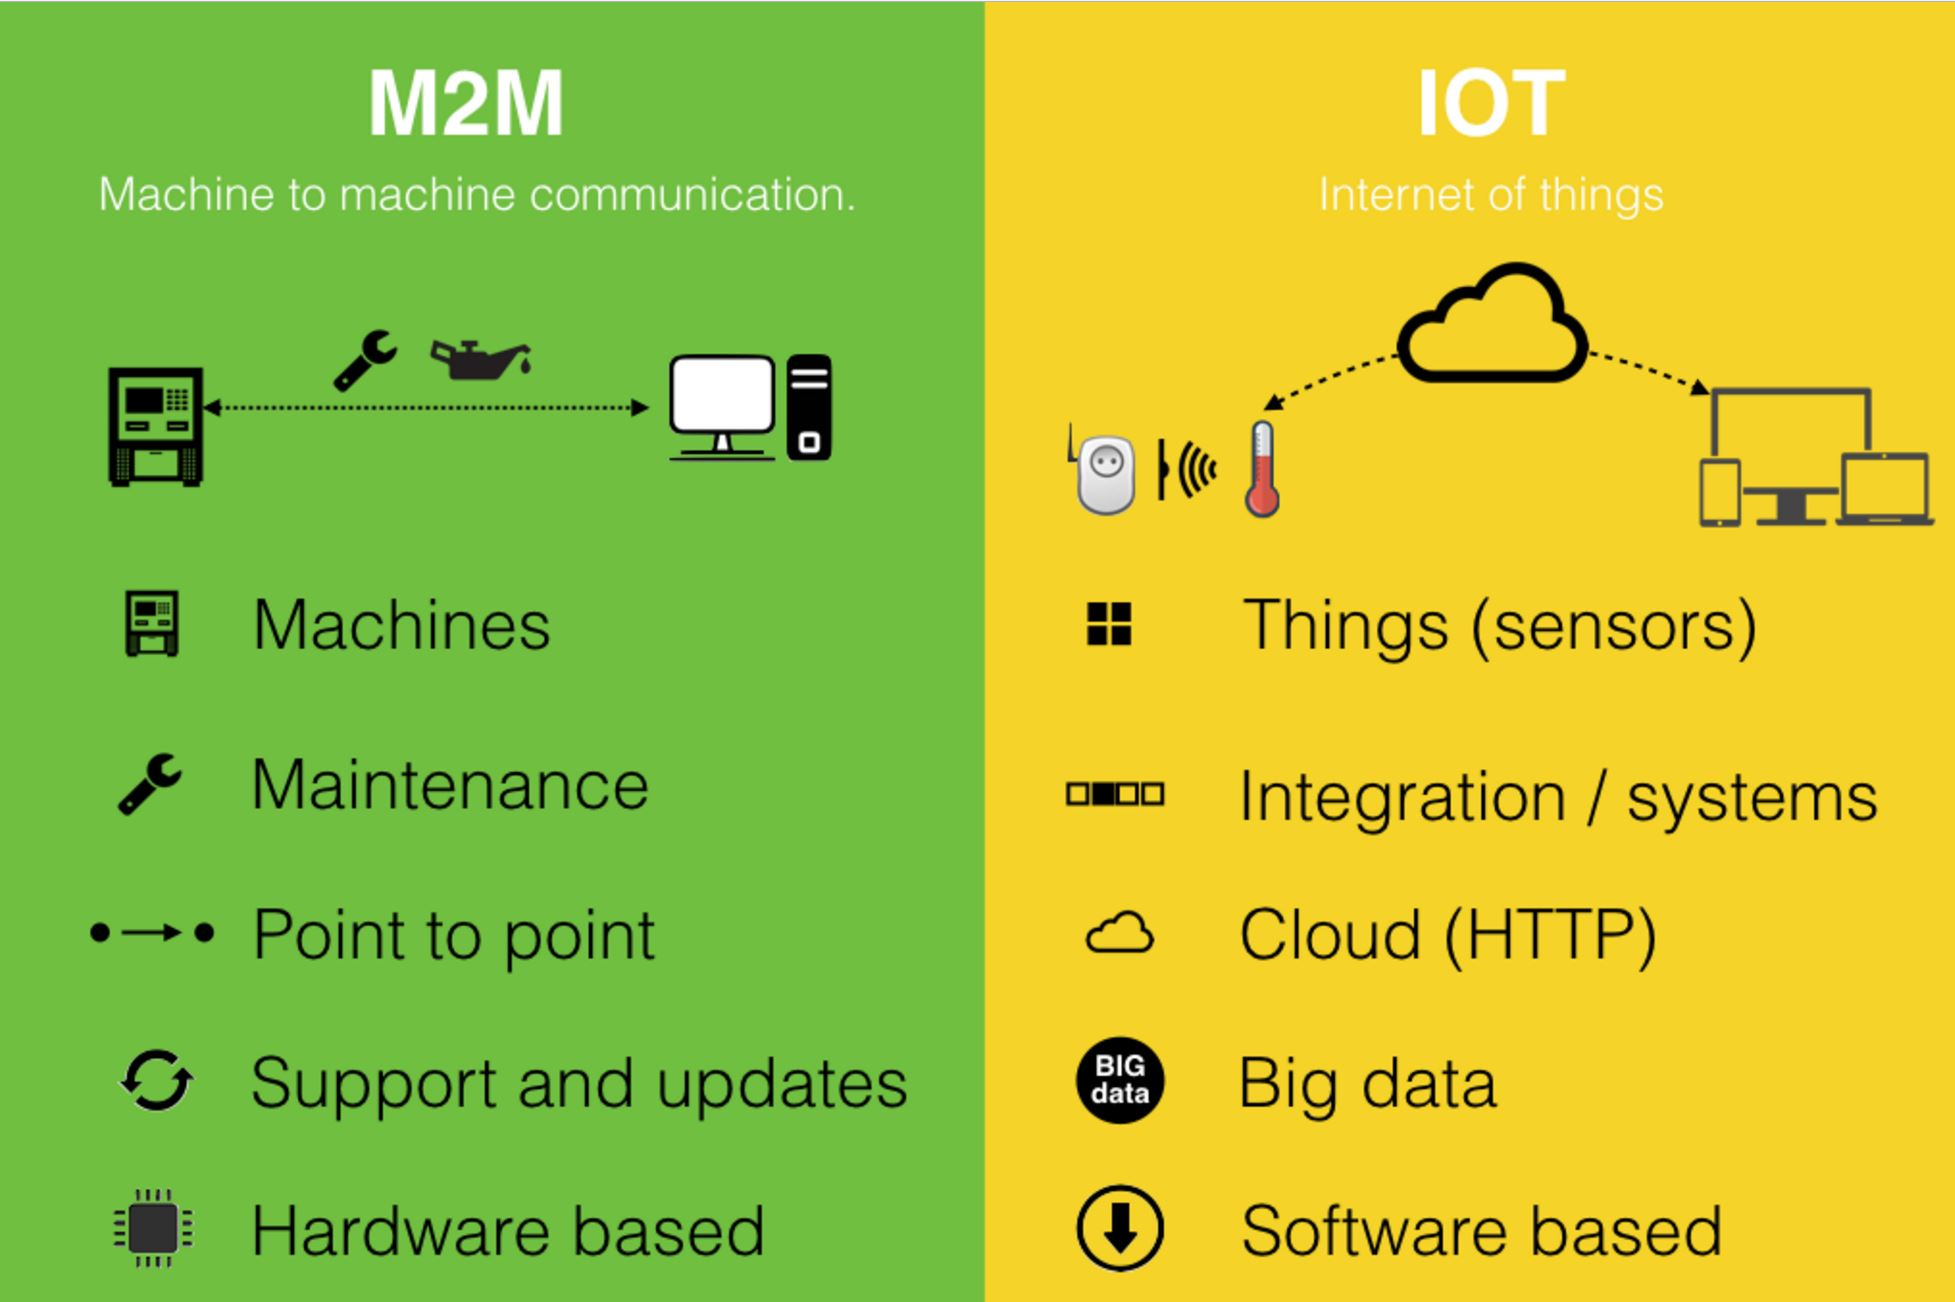 M2M
Machine to machine communication.
Machines
Maintenance
Point to point
Support and updates
Hardware based
IOT
Internet of things
Things (sensors)
Integration / systems
Cloud (HTTP)
BIG
data
Big data
Software based